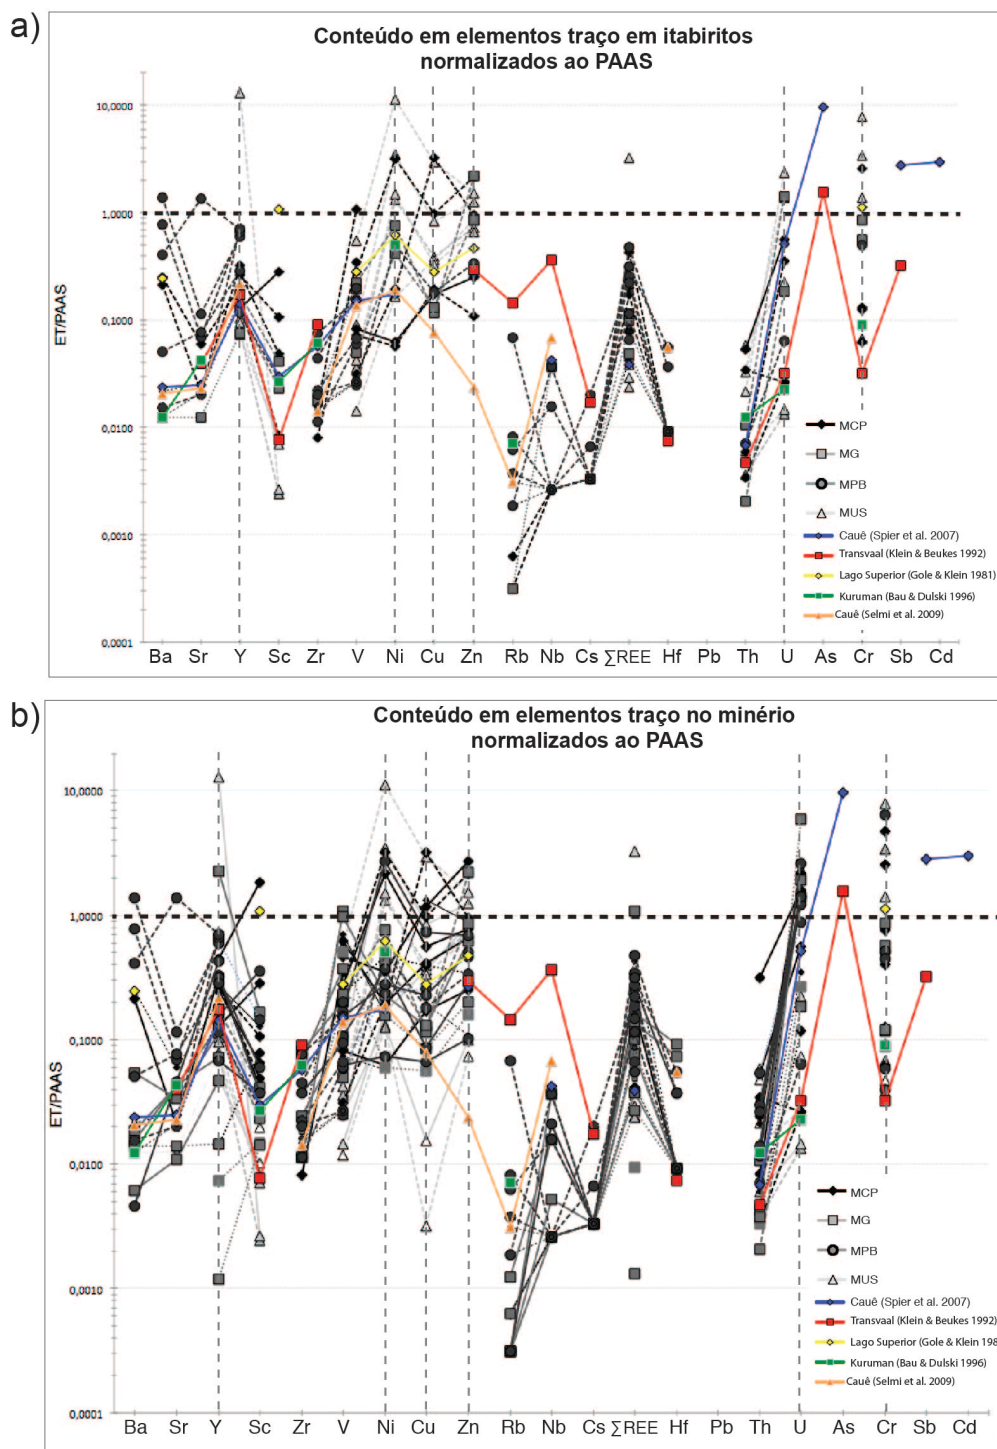 a)
Conteúdo em elementos traço em itabiritos
normalizados ao PAAS
ET/PAAS
10,0000
1,0000
0,1000
0,0100
0,0010
0,0001
Ba Sr Y Sc Zr V Ni Cu Zn Rb Nb Cs ∑REE Hf Pb Th U As Cr Sb Cd
MCP
MG
MPB
MUS
Cauê (Spier et al. 2007)
Transvaal (Klein & Beukes 1992)
Lago Superior (Gole & Klein 1981)
Kuruman (Bau & Dulski 1996)
Cauê (Selmi et al. 2009)
b)
Conteúdo em elementos traço no minério
normalizados ao PAAS
ET/PAAS
10,0000
1,0000
0,1000
0,0100
0,0010
0,0001
Ba Sr Y Sc Zr V Ni Cu Zn Rb Nb Cs ∑REE Hf Pb Th U As Cr Sb Cd
MCP
MG
MPB
MUS
Cauê (Spier et al. 2007)
Transvaal (Klein & Beukes 1992)
Lago Superior (Gole & Klein 198
Kuruman (Bau & Dulski 1996)
Cauê (Selmi et al. 2009)